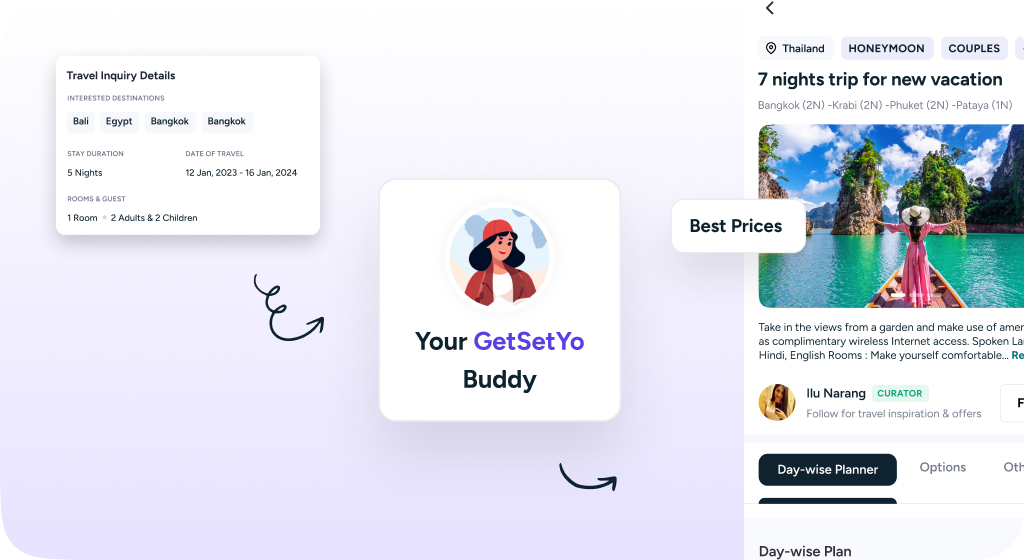 Travel Inquiry Details
INTERESTED DESTINATIONS
Bali Egypt Bangkok Bangkok
STAY DURATION DATE OF TRAVEL
5 Nights 12 Jan, 2023 - 16 Jan, 2024
ROOMS & GUEST
1 Room 2 Adults & 2 Children
Your GetSetYo
Buddy
Best Prices
Thailand HONEYMOON COUPLES
7 nights trip for new vacation
Bangkok (2N) -Krabi (2N) -Phuket (2N) -Pataya (1N)
Take in the views from a garden and make use of
as complimentary wireless Internet access. Spoken
Hindi, English Rooms : Make yourself comfortable...
Ilu Narang CURATOR
Follow for travel inspiration & offers
Day-wise Planner Options
Day-wise Plan